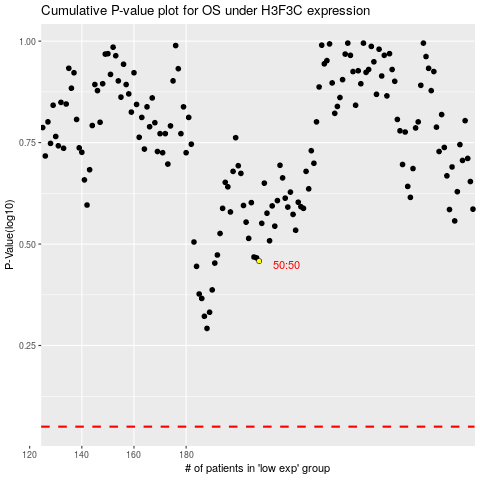 Cumulative P-value plot for OS under H3F3C expression
P-Value(log10)
1.00
0.75
0.50
0.25
50:50
120 140 160 180
# of patients in 'low exp' group